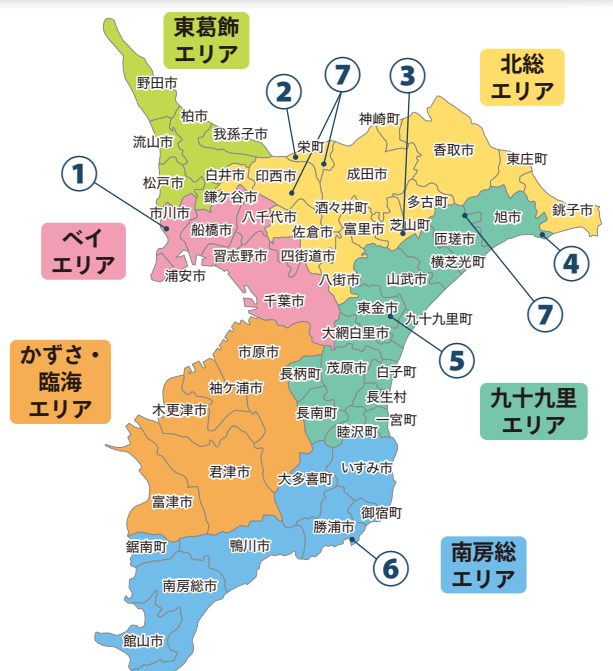 東葛飾
エリア
北総
エリア
野田市
⑦
③
②
柏市
神崎町
流山市
我孫子市
栄町
香取市
東庄町
①
松戸市
白井市
印西市
成田市
鎌ケ谷市
多古町
市川市
八千代市
酒々井町
銚子市
船橋市
佐倉市
富里市
芝山町
旭市
ベイ
エリア
匝瑳市
習志野市
四街道市
横芝光町
④
浦安市
八街市
山武市
千葉市
東金市
九十九里町
⑦
大網白里市
かずさ・
臨海
エリア
市原市
⑤
長柄町
茂原市
白子町
袖ケ浦市
長生村
九十九里
エリア
木更津市
長南町
一宮町
睦沢町
君津市
大多喜町
いすみ市
富津市
御宿町
勝浦市
鋸南町
鴨川市
南房総
エリア
⑥
南房総市
館山市